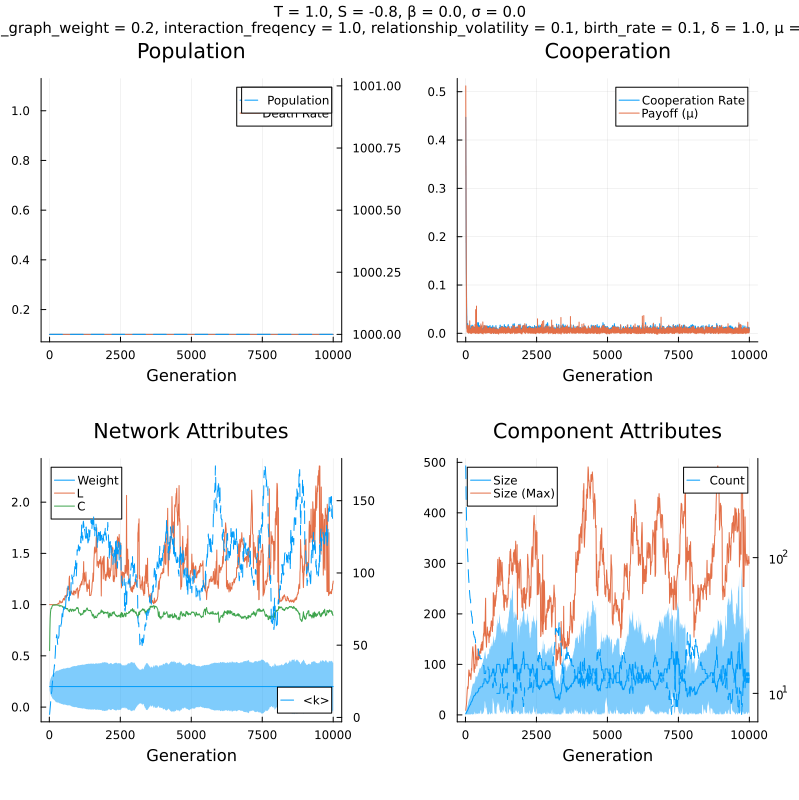 T = 1.0, S = -0.8, β = 0.0, σ = 0.0
_graph_weight = 0.2, interaction_freqency = 1.0, relationship_volatility = 0.1, birth_rate = 0.1, δ = 1.0, μ =
Population
Cooperation
1.0
0.8
0.6
0.4
0.2
1001.00
1000.75
1000.50
1000.25
1000.00
Population
Death Rate
0 2500 5000 7500 10000
Generation
0.5
0.4
0.3
0.2
0.1
0.0
Cooperation Rate
Payoff (μ)
0 2500 5000 7500 10000
Generation
Network Attributes
Component Attributes
2.0
1.5
1.0
0.5
0.0
150
100
50
0
Weight
L
C
<k>
0 2500 5000 7500 10000
Generation
500
400
300
200
100
0
10²
10¹
Size
Size (Max)
Count
0 2500 5000 7500 10000
Generation